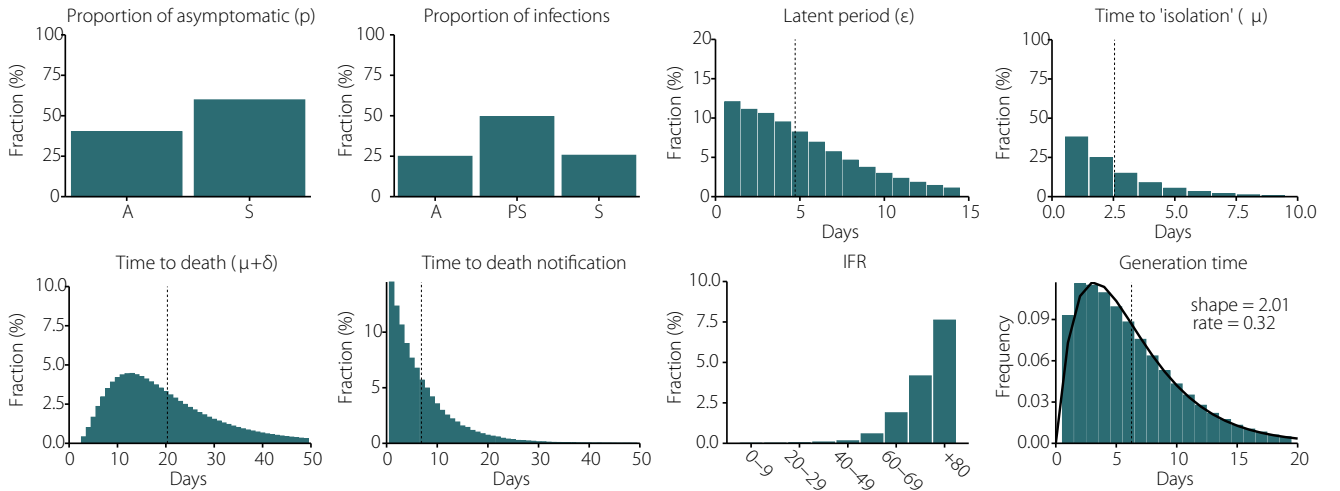 Proportion of asymptomatic (p)
100
75
50
25
0
Fraction (%)
A
S
Proportion of infections
100
75
50
25
0
Fraction (%)
A
PS
S
Latent period (ε)
20
15
10
5
0
Fraction (%)
0
5
10
15
Days
Time to 'isolation' ( μ)
100
75
50
25
0
Fraction (%)
0.0
2.5
5.0
7.5
10.0
Days
Time to death (μ+δ)
10.0
7.5
5.0
2.5
0.0
Fraction (%)
0
10
20
30
40
50
Days
Time to death notification
10
5
0
Fraction (%)
0
10
20
30
40
50
Days
IFR
10.0
7.5
5.0
2.5
0.0
Fraction (%)
0–9
20–29
40–49
60–69
+80
Generation time
shape = 2.01
rate = 0.32
0.09
0.06
0.03
0.00
Frequency
0
5
10
15
20
Days